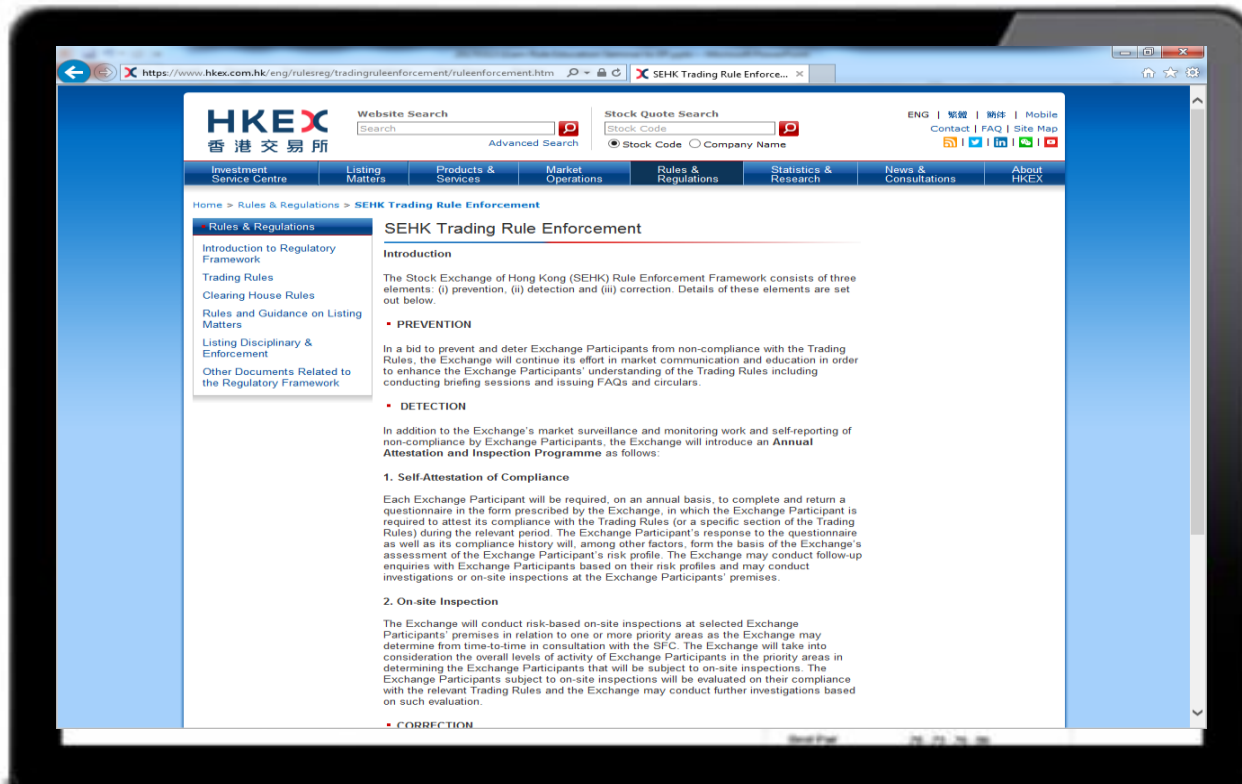 https://www.hkex.com.hk/eng/rulesreg/tradingruleenforcement/ruleenforcement.htm
SEHK Trading Rule Enforce...
HKEX
香港交易所
Website Search
Search
Advanced Search
Stock Quote Search
Stock Code
Stock Code Company Name
ENG | 繁體 | 簡体 | Mobile
Contact | FAQ | Site Map
Investment Service Centre
Listing Matters
Products & Services
Market Operations
Rules & Regulations
Statistics & Research
News & Consultations
About HKEX
Home > Rules & Regulations > SEHK Trading Rule Enforcement
Rules & Regulations
Introduction to Regulatory
Framework
Trading Rules
Clearing House Rules
Rules and Guidance on Listing
Matters
Listing Disciplinary &
Enforcement
Other Documents Related to
the Regulatory Framework
SEHK Trading Rule Enforcement
Introduction
The Stock Exchange of Hong Kong (SEHK) Rule Enforcement Framework consists of three
elements: (i) prevention, (ii) detection and (iii) correction. Details of these elements are set
out below.
PREVENTION
In a bid to prevent and deter Exchange Participants from non-compliance with the Trading
Rules, the Exchange will continue its effort in market communication and education in order
to enhance the Exchange Participants' understanding of the Trading Rules including
conducting briefing sessions and issuing FAQs and circulars.
DETECTION
In addition to the Exchange's market surveillance and monitoring work and self-reporting of
non-compliance by Exchange Participants, the Exchange will introduce an Annual
Attestation and Inspection Programme as follows:
1. Self-Attestation of Compliance
Each Exchange Participant will be required, on an annual basis, to complete and return a
questionnaire in the form prescribed by the Exchange, in which the Exchange Participant is
required to attest its compliance with the Trading Rules (or a specific section of the Trading
Rules) during the relevant period. The Exchange Participant's response to the questionnaire
as well as its compliance history will, among other factors, form the basis of the Exchange's
assessment of the Exchange Participant's risk profile. The Exchange may conduct follow-up
enquiries with Exchange Participants based on their risk profiles and may conduct
investigations or on-site inspections at the Exchange Participants' premises.
2. On-site Inspection
The Exchange will conduct risk-based on-site inspections at selected Exchange
Participants' premises in relation to one or more priority areas as the Exchange may
determine from time-to-time in consultation with the SFC. The Exchange will take into
consideration the overall levels of activity of Exchange Participants in the priority areas in
determining the Exchange Participants that will be subject to on-site inspections. The
Exchange Participants subject to on-site inspections will be evaluated on their compliance
with the relevant Trading Rules and the Exchange may conduct further investigations based
on such evaluation.
CORRECTION